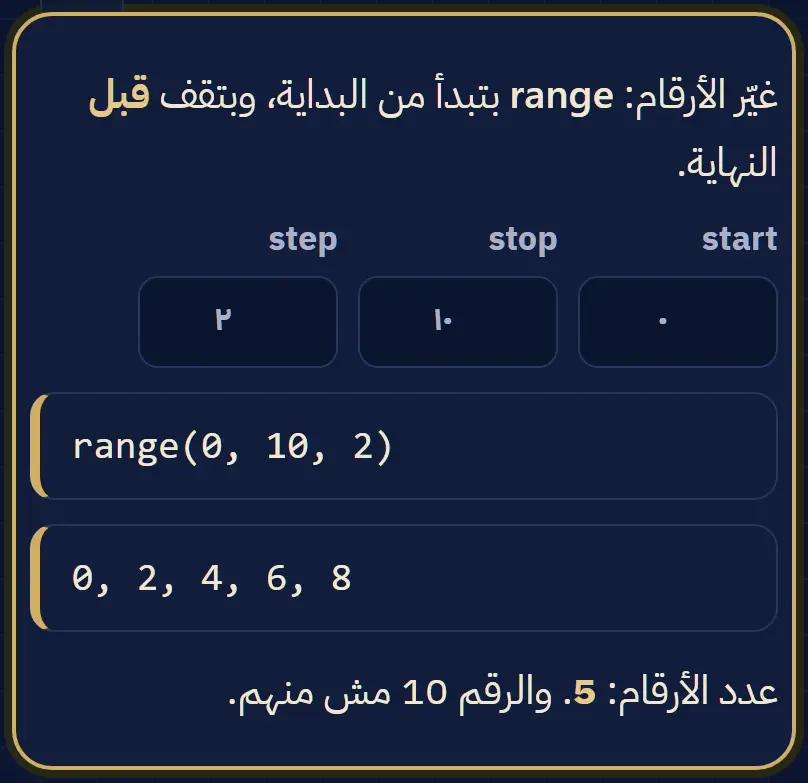 غيّر الأرقام: range بتبدأ من البداية، وبتقف قبل
النهاية.
start stop step
٠ ١٠ ٢
range(0, 10, 2)
0, 2, 4, 6, 8
عدد الأرقام: 5. والرقم 10 مش منهم.